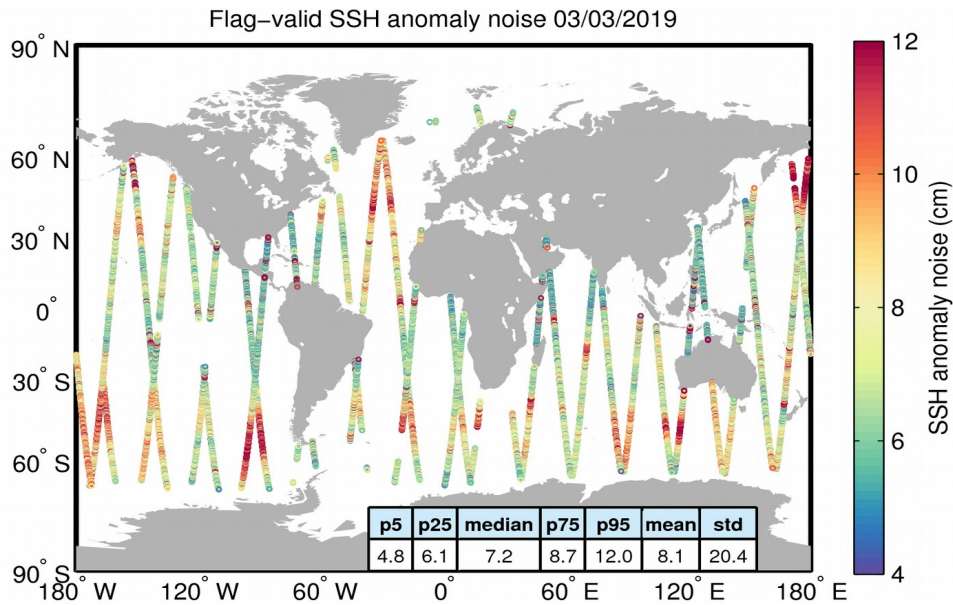 Flag−valid SSH anomaly noise 03/03/2019
90° N
60° N
30° N
0°
30° S
60° S
90° S
180° W
120° W
60° W
0°
60° E
120° E
180° E
p5 p25 median p75 p95 mean std
4.8 6.1 7.2 8.7 12.0 8.1 20.4
12
10
8
6
4
SSH anomaly noise (cm)